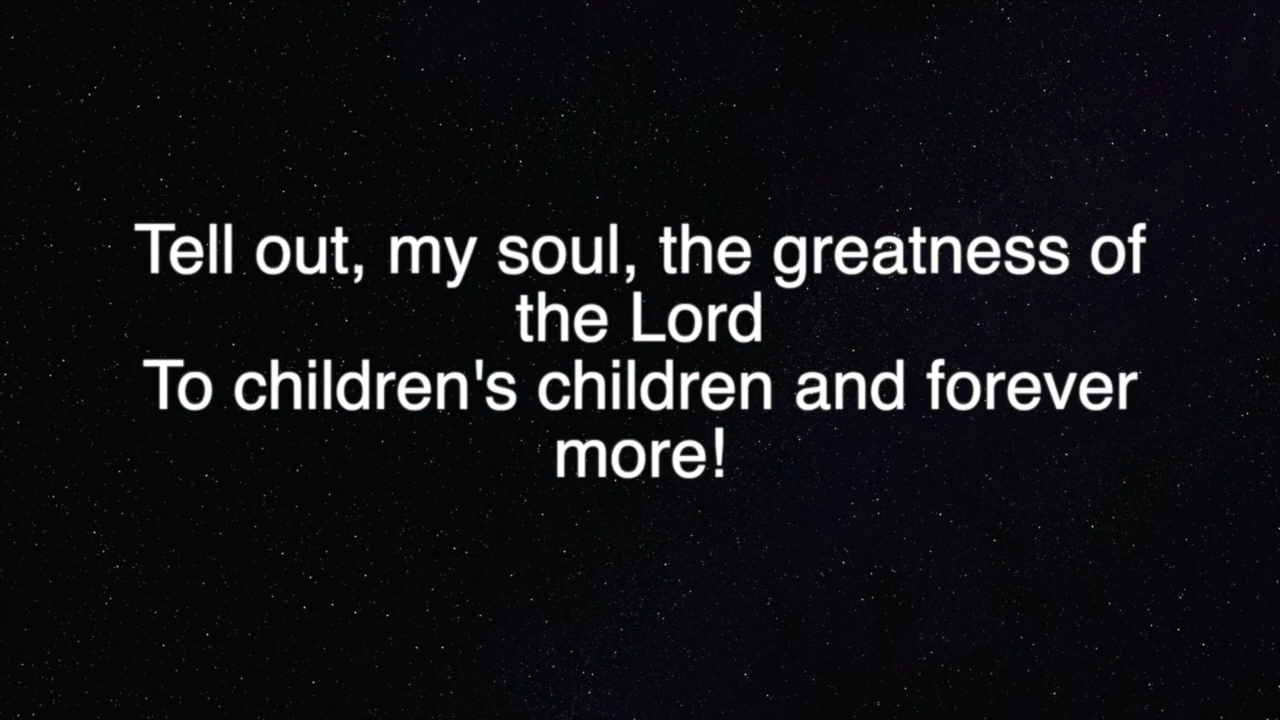 Tell out, my soul, the greatness of
the Lord
To children's children and forever
more!